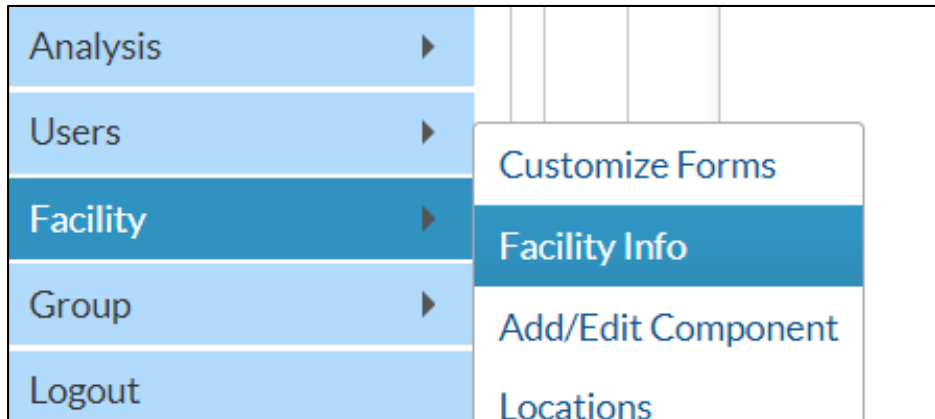 Analysis
Users
Facility
Group
Logout
Customize Forms
Facility Info
Add/Edit Component
Locations